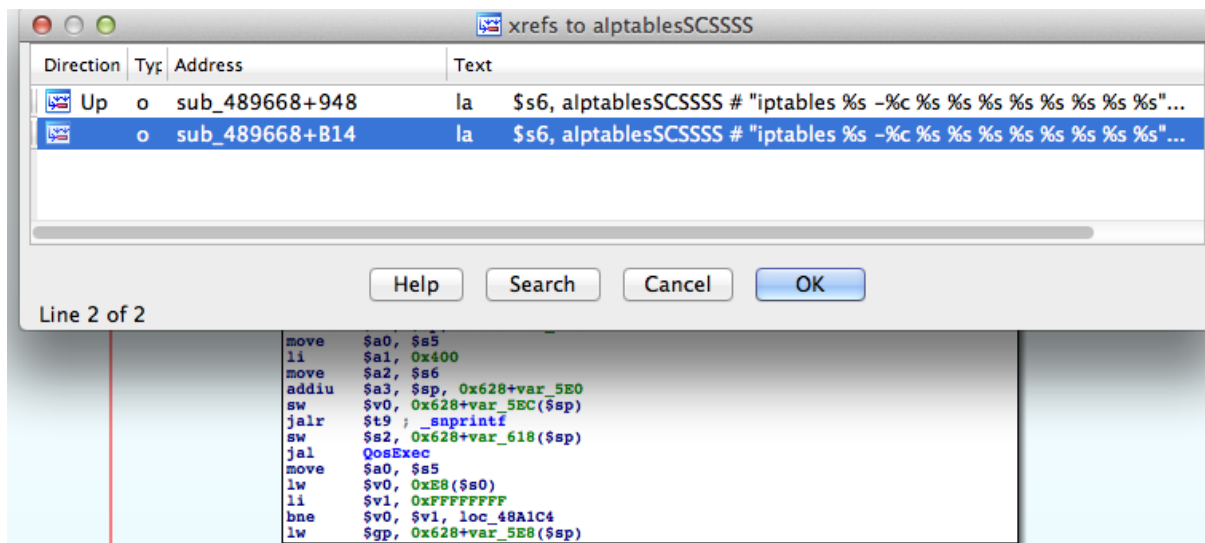 xrefs to aIptablesSCSSSS
Direction Typ Address Text
Up o sub_489668+948 la $s6, aIptablesSCSSSS # "iptables %s -%c %s %s %s %s %s %s %s"...
o sub_489668+B14 la $s6, aIptablesSCSSSS # "iptables %s -%c %s %s %s %s %s %s %s"...
Help Search Cancel OK
Line 2 of 2
move $a0, $s5
li $a1, 0x400
move $a2, $s6
addiu $a3, $sp, 0x628+var_5E0
sw $v0, 0x628+var_5EC($sp)
jalr $t9 ; _snprintf
sw $s2, 0x628+var_618($sp)
jal QosExec
move $a0, $s5
lw $v0, 0xE8($s0)
li $v1, 0xFFFFFFFF
bne $v0, $v1, loc_48A1C4
lw $gp, 0x628+var_5E8($sp)